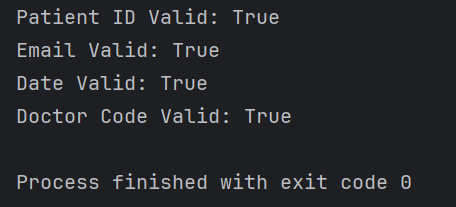 Patient ID Valid: True
Email Valid: True
Date Valid: True
Doctor Code Valid: True
Process finished with exit code 0